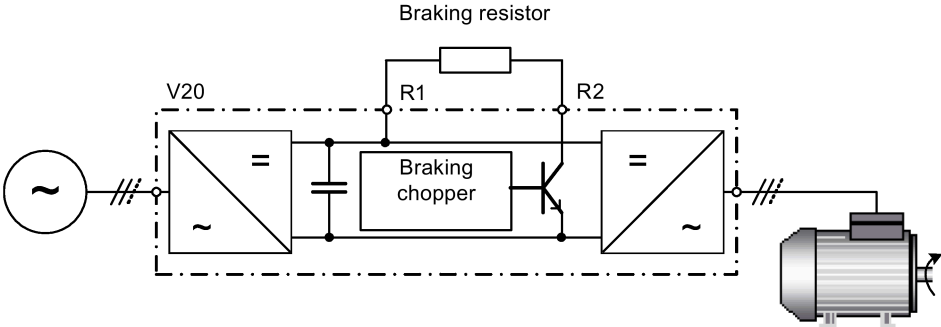 Braking resistor
V20
R1
R2
=
=
Braking
chopper
~
~
~